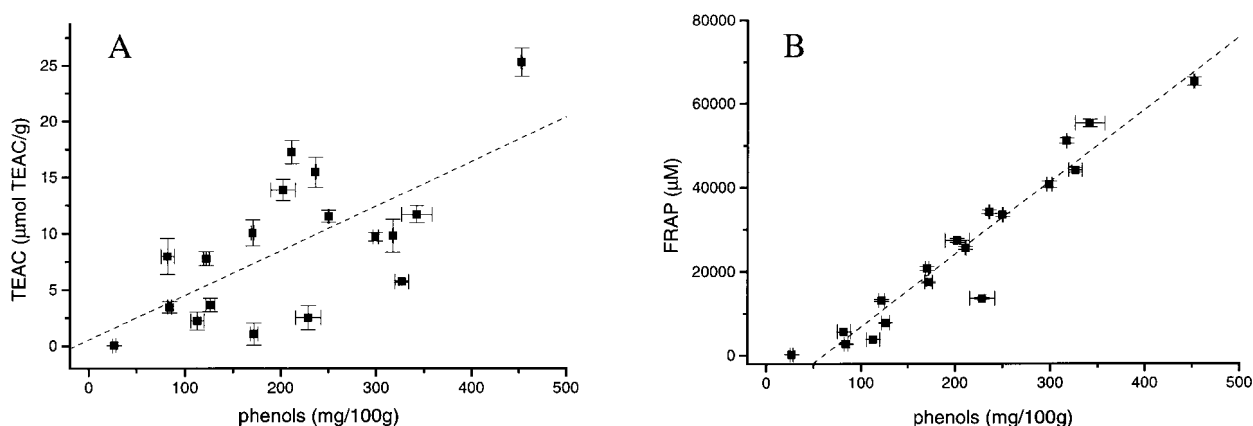 A
TEAC (μmol TEAC/g)
25
20
15
10
5
0
0 100 200 300 400 500
phenols (mg/100g)
B
FRAP (μM)
80000
60000
40000
20000
0
0 100 200 300 400 500
phenols (mg/100g)